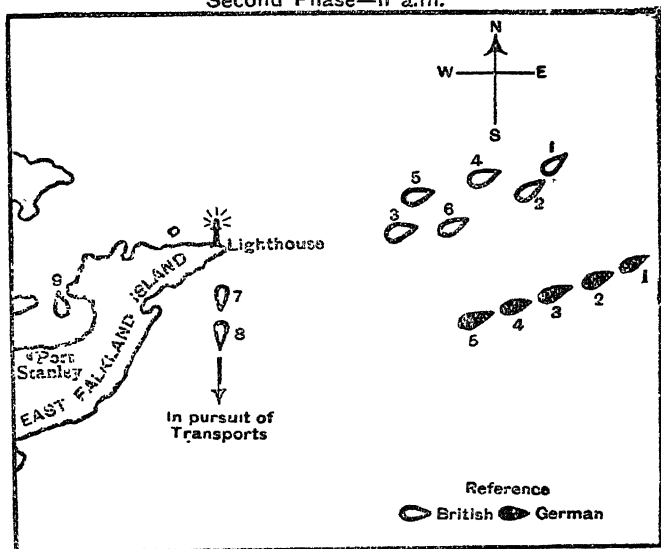 Second Phase—11 a.m.
N
W E
S
1
4
5
2
3
6
Lighthouse
9
7
1
2
3
8
4
5
Port
Stanley
EAST FALKLAND ISLAND
In pursuit of
Transports
Reference
British German